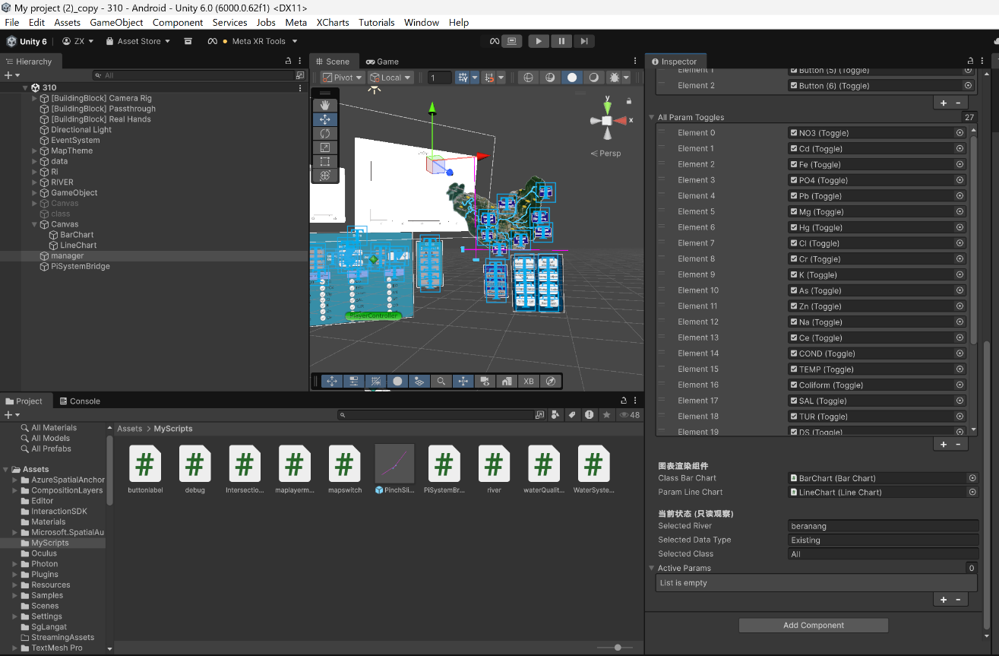 My project (2)_copy - 310 - Android - Unity 6.0 (6000.0.62f1) <DX11>
File Edit Assets GameObject Component Services Jobs Meta XCharts Tutorials Window Help
Unity 6 ZX Asset Store Meta XR Tools
Hierarchy
All
310
[BuildingBlock] Camera Rig
[BuildingBlock] Passthrough
[BuildingBlock] Real Hands
Directional Light
EventSystem
MapTheme
data
Ri
RIVER
GameObject
Canvas
class
Canvas
BarChart
LineChart
manager
PiSystemBridge
Scene Game
Pivot Local 1
y
x
Persp
PlayerController
XB
Inspector
Element 1 Button (5) (Toggle)
Element 2 Button (6) (Toggle)
+ -
All Param Toggles 27
Element 0 NO3 (Toggle)
Element 1 Cd (Toggle)
Element 2 Fe (Toggle)
Element 3 PO4 (Toggle)
Element 4 Pb (Toggle)
Element 5 Mg (Toggle)
Element 6 Hg (Toggle)
Element 7 Cl (Toggle)
Element 8 Cr (Toggle)
Element 9 K (Toggle)
Element 10 As (Toggle)
Element 11 Zn (Toggle)
Element 12 Na (Toggle)
Element 13 Ce (Toggle)
Element 14 COND (Toggle)
Element 15 TEMP (Toggle)
Element 16 Coliform (Toggle)
Element 17 SAL (Toggle)
Element 18 TUR (Toggle)
Element 19 DS (Toggle)
+ -
图表渲染组件
Class Bar Chart BarChart (Bar Chart)
Param Line Chart LineChart (Line Chart)
当前状态 (只读观察)
Selected River beranang
Selected Data Type Existing
Selected Class All
Active Params 0
List is empty
+ -
Add Component
Project Console
48
All Materials
All Models
All Prefabs
Assets
AzureSpatialAnchor
CompositionLayers
Editor
InteractionSDK
Materials
Microsoft.SpatialAu
MyScripts
Oculus
Photon
Plugins
Resources
Samples
Scenes
Settings
SgLangat
StreamingAssets
TextMesh Pro
Assets > MyScripts
buttonlabel debug Intersectio... maplayerm... mapswitch PinchSli... PiSystemBr... river waterQualit... WaterSyste...